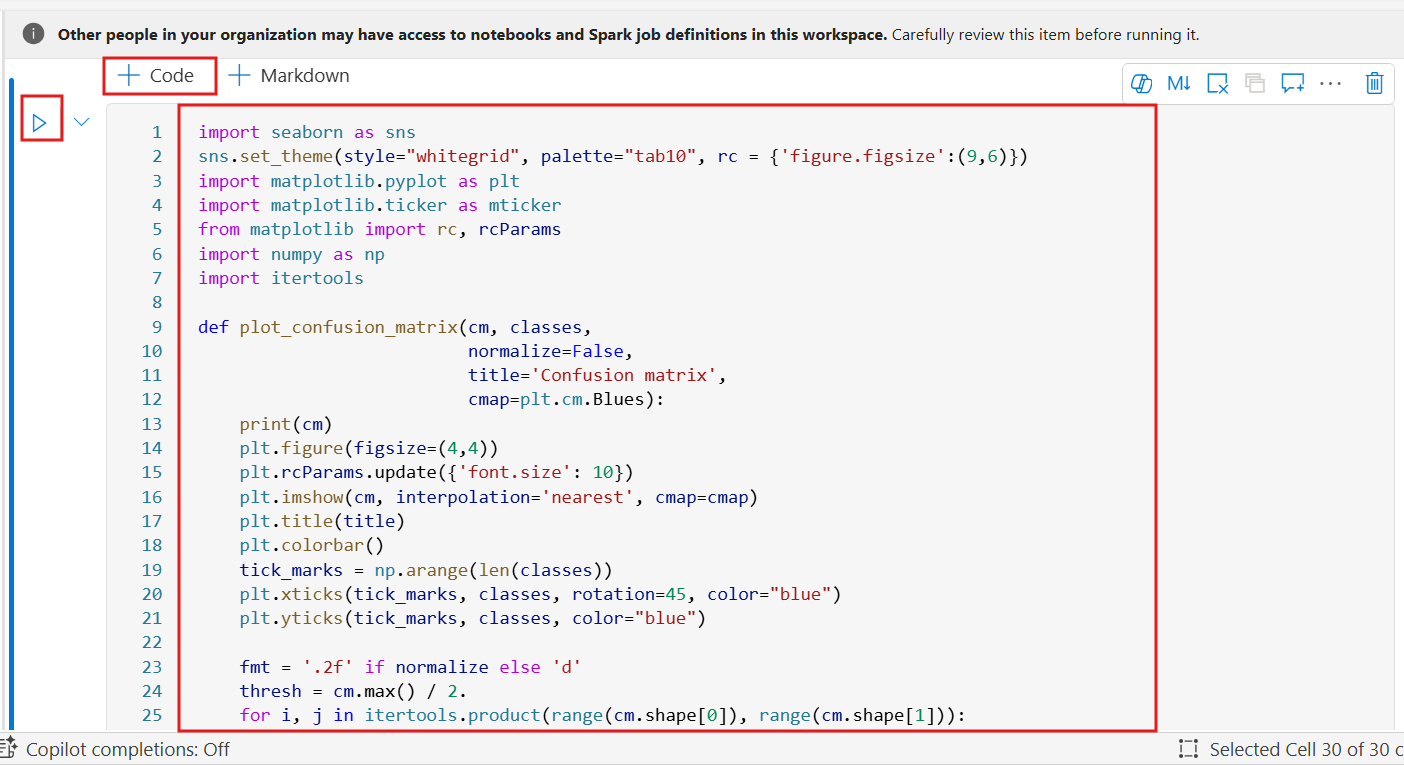 Other people in your organization may have access to notebooks and Spark job definitions in this workspace. Carefully review this item before running it.
Code Markdown
M↓
1 import seaborn as sns
2 sns.set_theme(style="whitegrid", palette="tab10", rc = {'figure.figsize':(9,6)})
3 import matplotlib.pyplot as plt
4 import matplotlib.ticker as mticker
5 from matplotlib import rc, rcParams
6 import numpy as np
7 import itertools
8
9 def plot_confusion_matrix(cm, classes,
10                           normalize=False,
11                           title='Confusion matrix',
12                           cmap=plt.cm.Blues):
13     print(cm)
14     plt.figure(figsize=(4,4))
15     plt.rcParams.update({'font.size': 10})
16     plt.imshow(cm, interpolation='nearest', cmap=cmap)
17     plt.title(title)
18     plt.colorbar()
19     tick_marks = np.arange(len(classes))
20     plt.xticks(tick_marks, classes, rotation=45, color="blue")
21     plt.yticks(tick_marks, classes, color="blue")
22
23     fmt = '.2f' if normalize else 'd'
24     thresh = cm.max() / 2.
25     for i, j in itertools.product(range(cm.shape[0]), range(cm.shape[1])):
Copilot completions: Off
Selected Cell 30 of 30 c